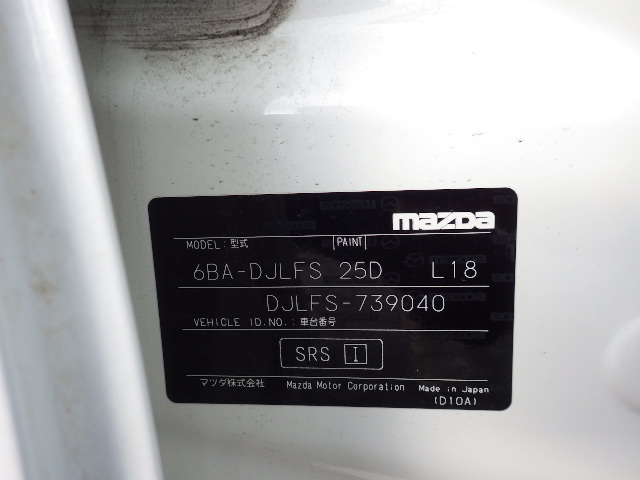 mazda
MODEL:型式 PAINT
6BA-DJLFS 25D L18
DJLFS-739040
VEHICLE ID.NO.:車台番号
SRS I
マツダ株式会社 Mazda Motor Corporation Made in Japan
(D10A)